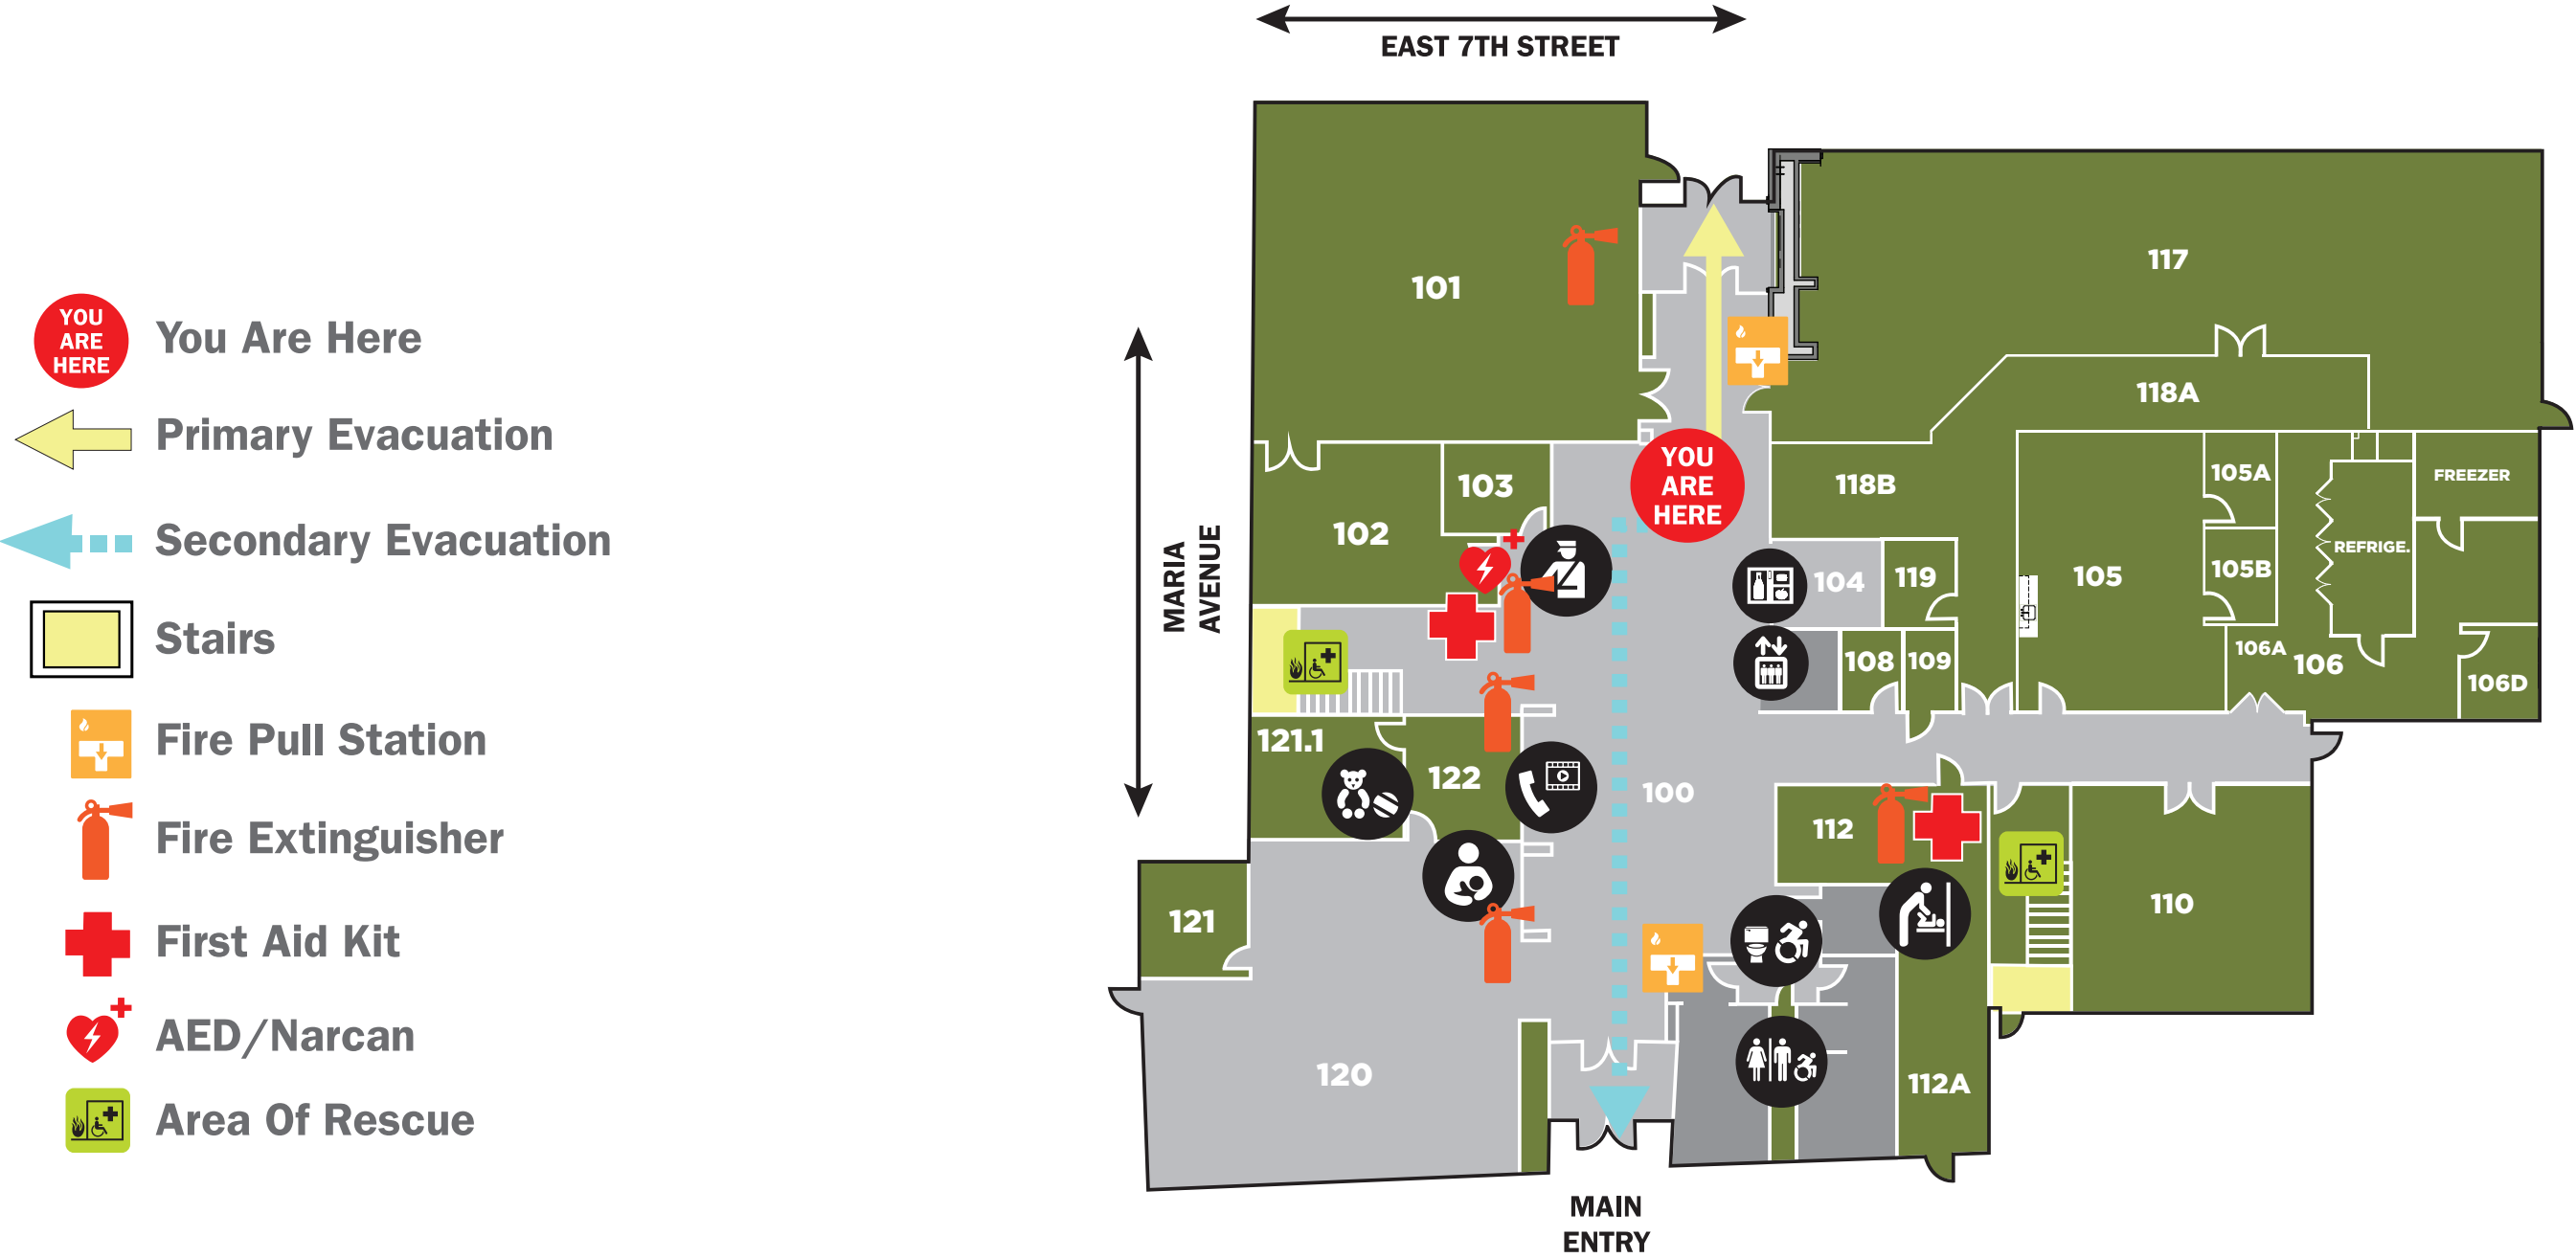 EAST 7TH STREET
YOU
ARE
HERE
You Are Here
Primary Evacuation
Secondary Evacuation
Stairs
Fire Pull Station
Fire Extinguisher
First Aid Kit
AED/Narcan
Area Of Rescue
MARIA
AVENUE
101
117
118A
103
102
YOU
ARE
HERE
118B
105A
FREEZER
104
119
105
105B
REFRIGE.
108
109
106A
106
106D
121.1
122
100
112
110
121
120
112A
MAIN
ENTRY